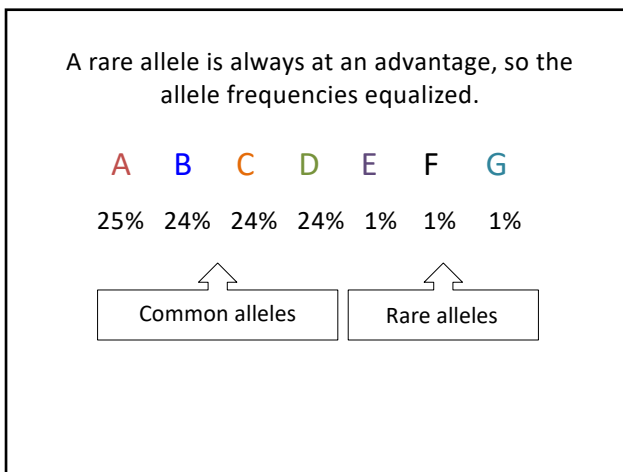 A rare allele is always at an advantage, so the
allele frequencies equalized.
A B C D E F G
25% 24% 24% 24% 1% 1% 1%
Common alleles Rare alleles